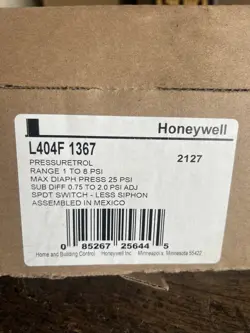 Honeywell
L404F 1367
PRESSURETROL 2127
RANGE 1 TO 8 PSI
MAX DIAPH PRESS 25 PSI
SUB DIFF 0.75 TO 2.0 PSI ADJ
SPDT SWITCH - LESS SIPHON
ASSEMBLED IN MEXICO
0 85267 25644 5
Home and Building Control Honeywell Inc. Minneapolis, Minnesota 55422